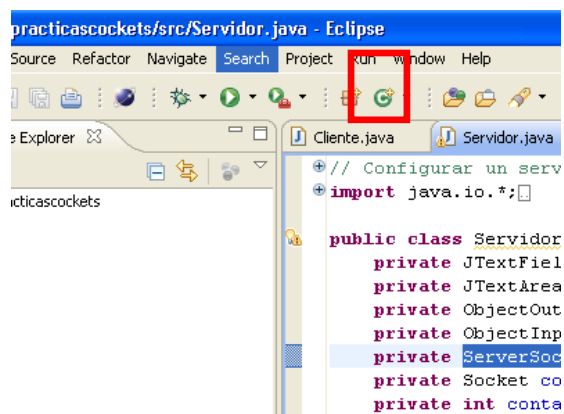 practicascockets/src/Servidor.java - Eclipse
Source Refactor Navigate Search Project Run Window Help
e Explorer
Cliente.java Servidor.java
// Configurar un serv
import java.io.*;
cticascockets
public class Servidor
private JTextFiel
private JTextArea
private ObjectOut
private ObjectInp
private ServerSoc
private Socket co
private int conta